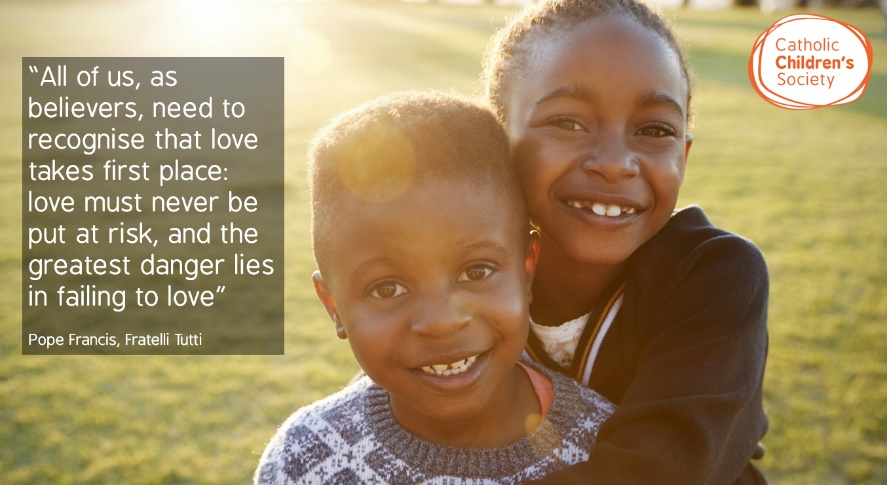 “All of us, as
believers, need to
recognise that love
takes first place:
love must never be
put at risk, and the
greatest danger lies
in failing to love”
Pope Francis, Fratelli Tutti
Catholic
Children’s
Society